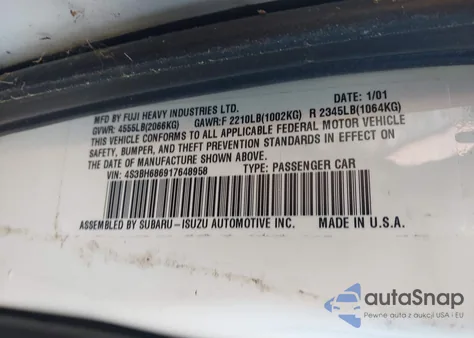 MFD BY FUJI HEAVY INDUSTRIES LTD. DATE: 1/01
GVWR: 4555LB(2066KG) GAWR:F 2210LB(1002KG) R 2345LB(1064KG)
THIS VEHICLE CONFORMS TO ALL APPLICABLE FEDERAL MOTOR VEHICLE
SAFETY, BUMPER, AND THEFT PREVENTION STANDARDS IN EFFECT ON
THE DATE OF MANUFACTURE SHOWN ABOVE.
VIN: 4S3BH686917648958 TYPE: PASSENGER CAR
ASSEMBLED BY SUBARU-ISUZU AUTOMOTIVE INC. MADE IN U.S.A.
autoSnap
Pewne auta z aukcji USA i EU